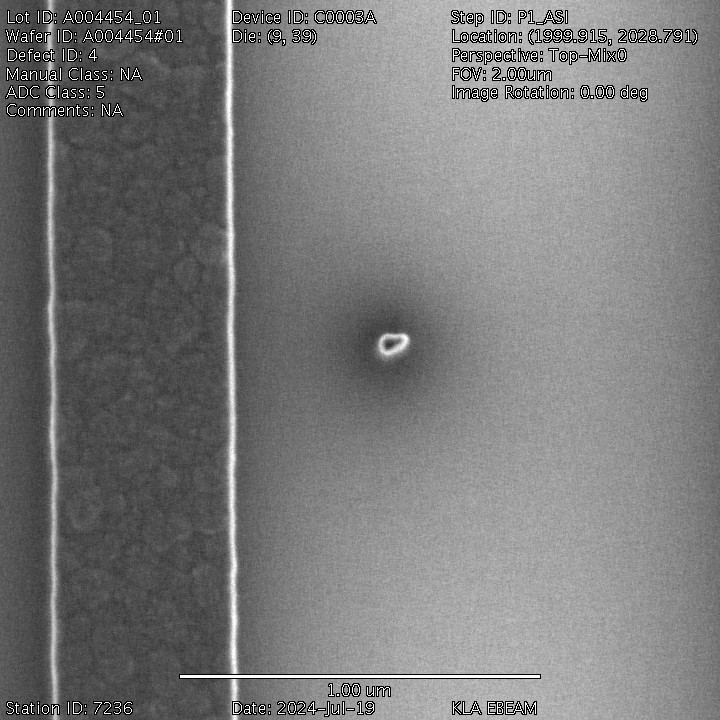 Lot ID: A004454_01
Wafer ID: A004454#01
Defect ID: 4
Manual Class: NA
ADC Class: 5
Comments: NA
Device ID: C0003A
Die: (9, 39)
Step ID: P1_ASI
Location: (1999.915, 2028.791)
Perspective: Top-Mix0
FOV: 2.00um
Image Rotation: 0.00 deg
1.00 um
Station ID: 7236
Date: 2024-Jul-19
KLA EBEAM